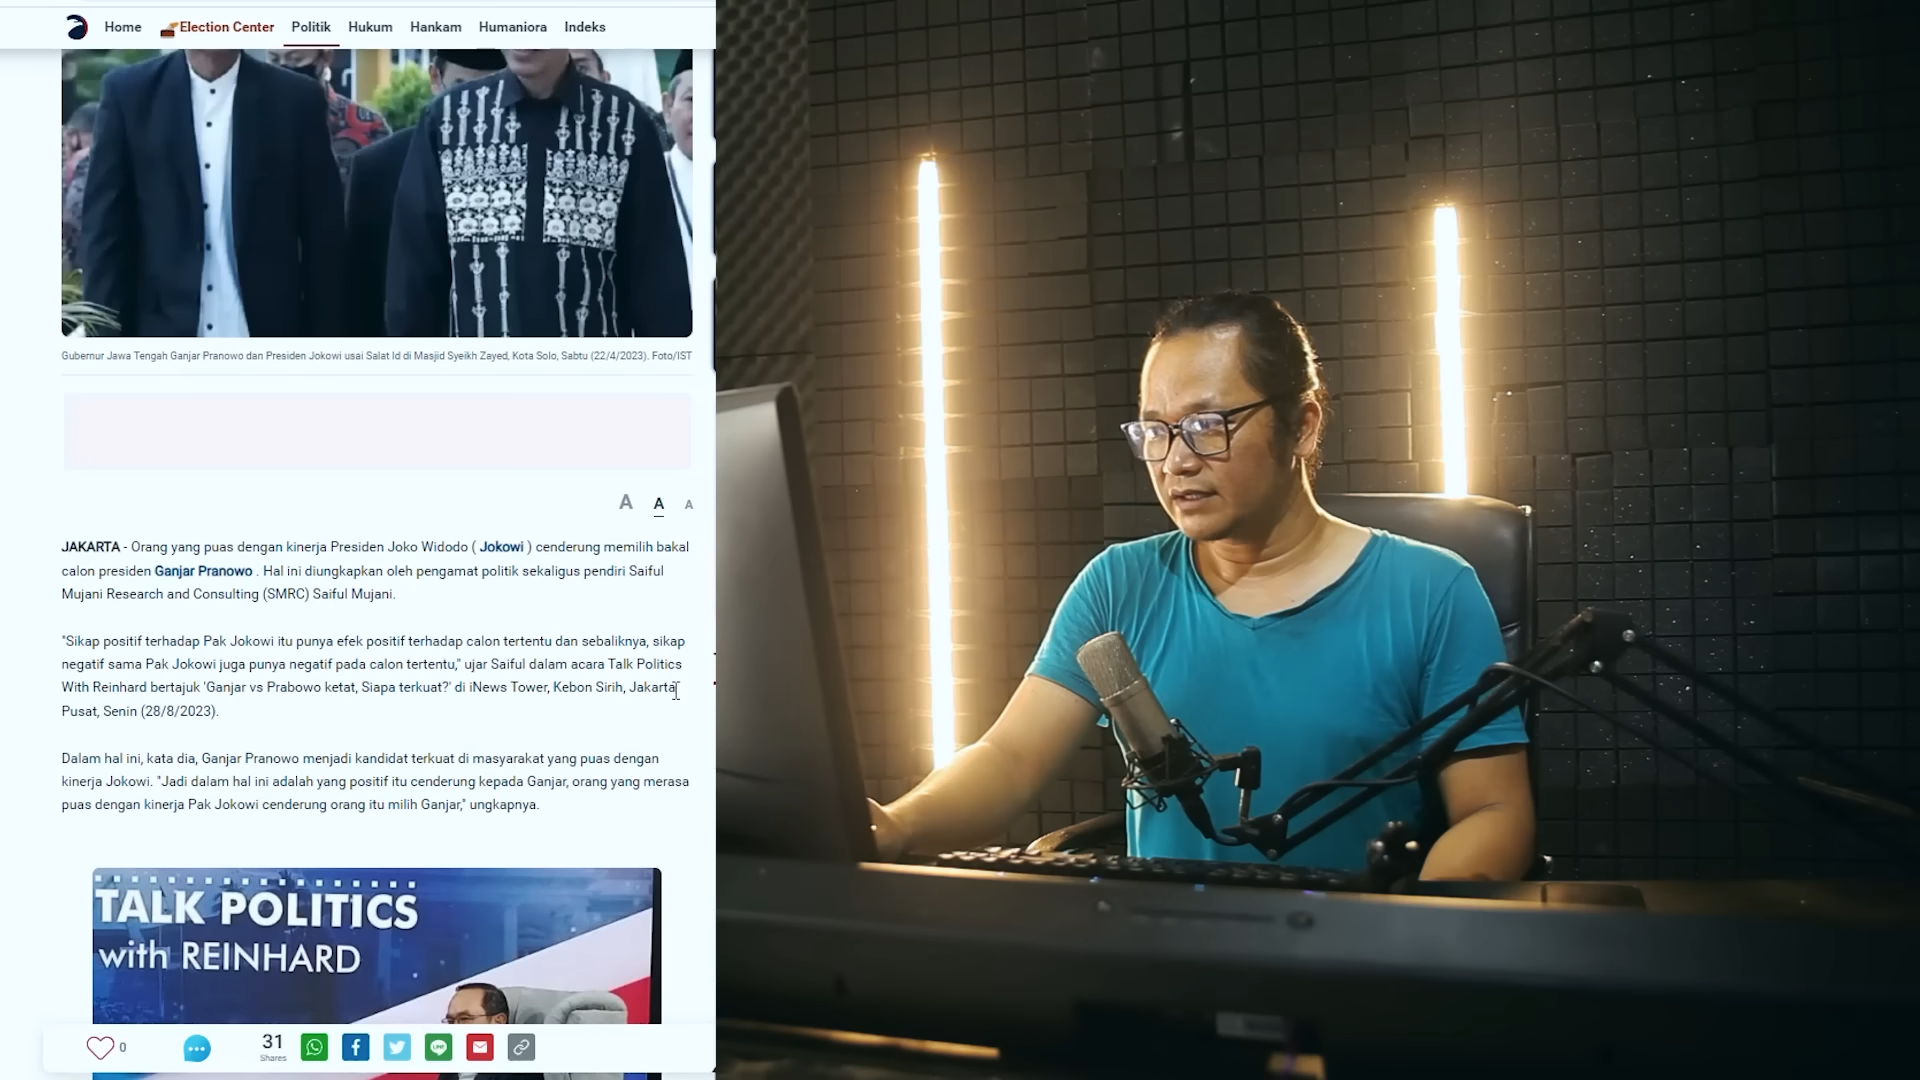 Home Election Center Politik Hukum Hankam Humaniora Indeks
Gubernur Jawa Tengah Ganjar Pranowo dan Presiden Jokowi usai Salat Id di Masjid Syeikh Zayed, Kota Solo, Sabtu (22/4/2023). Foto/IST
A A A
JAKARTA - Orang yang puas dengan kinerja Presiden Joko Widodo ( Jokowi ) cenderung memilih bakal
calon presiden Ganjar Pranowo . Hal ini diungkapkan oleh pengamat politik sekaligus pendiri Saiful
Mujani Research and Consulting (SMRC) Saiful Mujani.
"Sikap positif terhadap Pak Jokowi itu punya efek positif terhadap calon tertentu dan sebaliknya, sikap
negatif sama Pak Jokowi juga punya negatif pada calon tertentu," ujar Saiful dalam acara Talk Politics
With Reinhard bertajuk 'Ganjar vs Prabowo ketat, Siapa terkuat?' di iNews Tower, Kebon Sirih, Jakarta
Pusat, Senin (28/8/2023).
Dalam hal ini, kata dia, Ganjar Pranowo menjadi kandidat terkuat di masyarakat yang puas dengan
kinerja Jokowi. "Jadi dalam hal ini adalah yang positif itu cenderung kepada Ganjar, orang yang merasa
puas dengan kinerja Pak Jokowi cenderung orang itu milih Ganjar," ungkapnya.
TALK POLITICS
with REINHARD
0
31
Shares
LINE